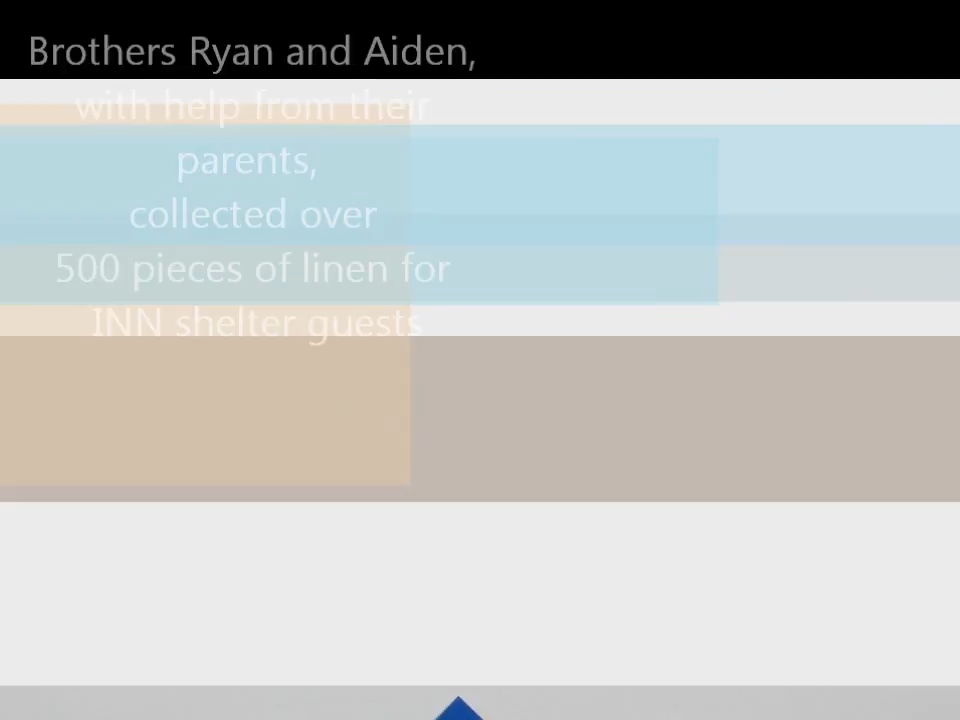 Brothers Ryan and Aiden,
with help from their
parents,
collected over
500 pieces of linen for
INN shelter guests